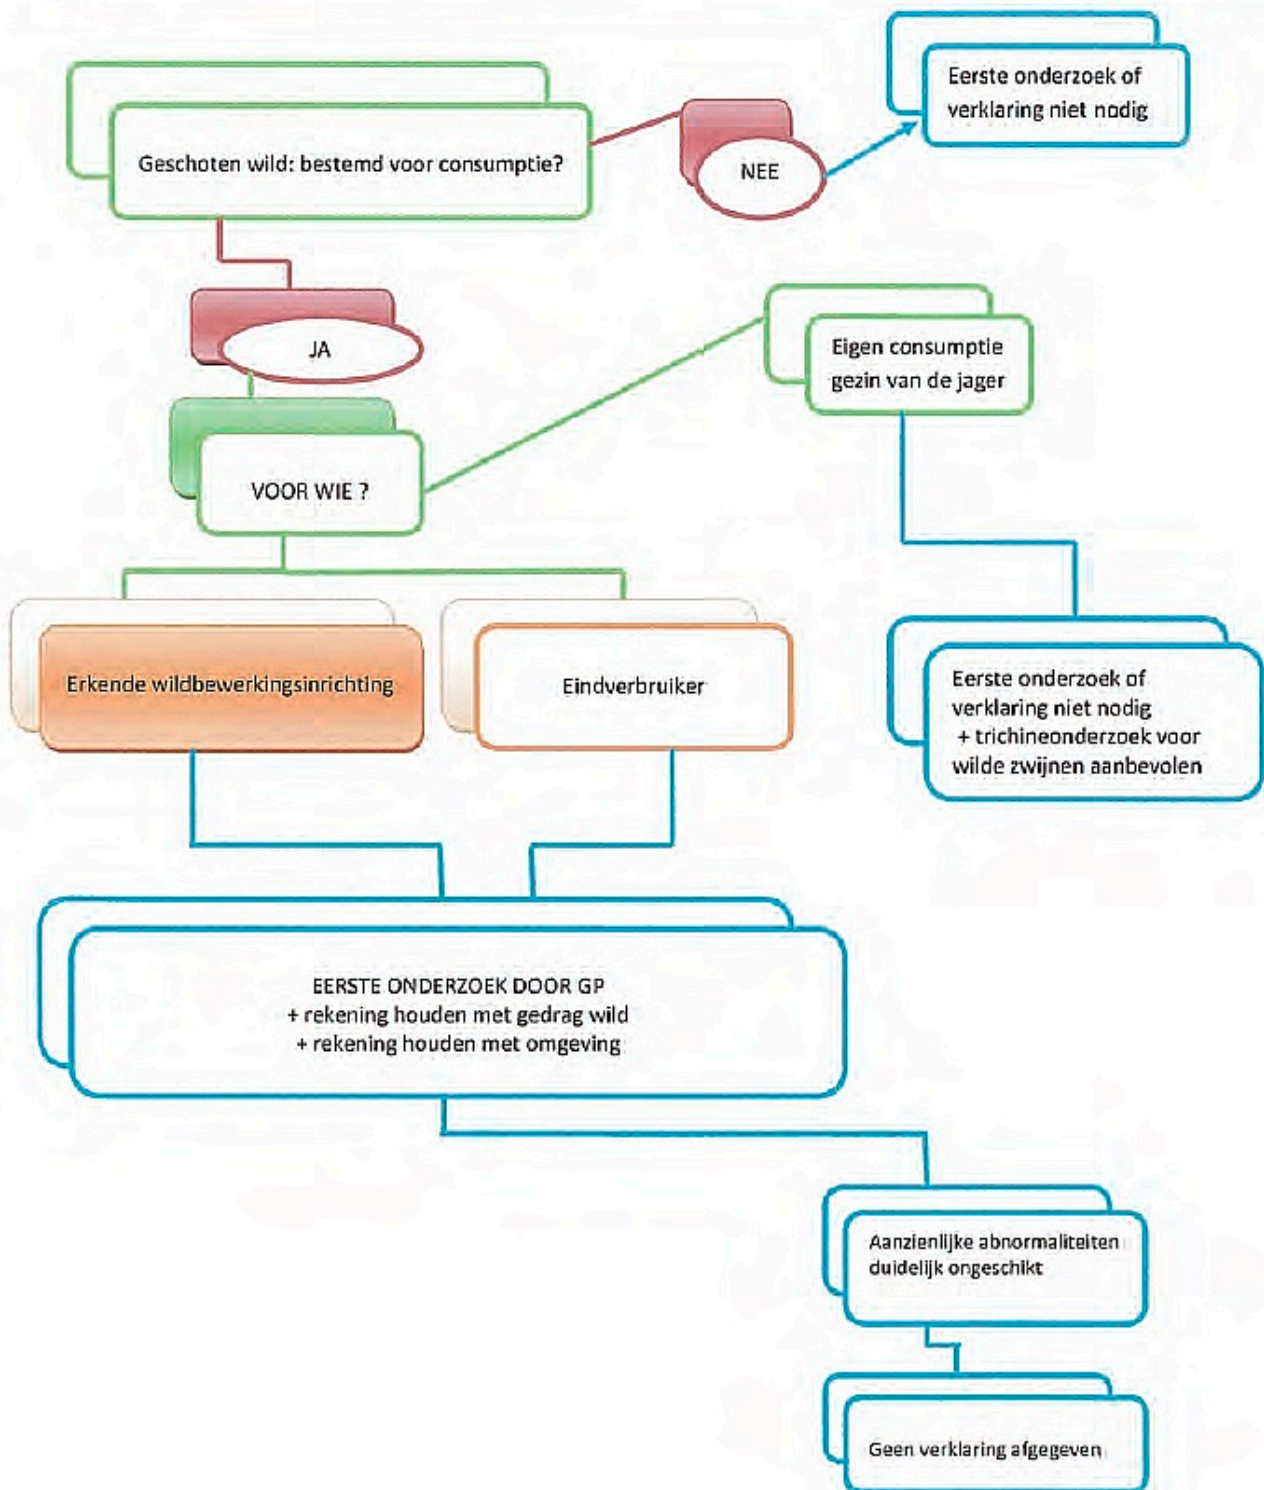 Eerste onderzoek of
verklaring niet nodig
Geschoten wild: bestemd voor consumptie?
NEE
JA
Eigen consumptie
gezin van de jager
VOOR WIE ?
Erkende wildbewerkingsinrichting
Eindverbruiker
Eerste onderzoek of
verklaring niet nodig
+ trichineonderzoek voor
wilde zwijnen aanbevolen
EERSTE ONDERZOEK DOOR GP
+ rekening houden met gedrag wild
+ rekening houden met omgeving
Aanzienlijke abnormaliteiten
duidelijk ongeschikt
Geen verklaring afgegeven